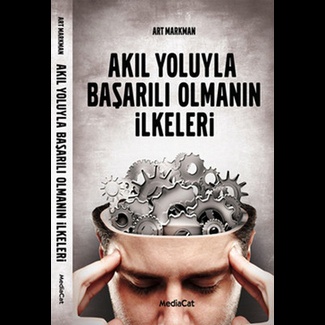 ART MARKMAN
AKIL YOLUYLA BAŞARILI OLMANIN İLKELERİ
MediaCat
ART MARKMAN
AKIL YOLUYLA
BAŞARILI OLMANIN
İLKELERİ
MediaCat